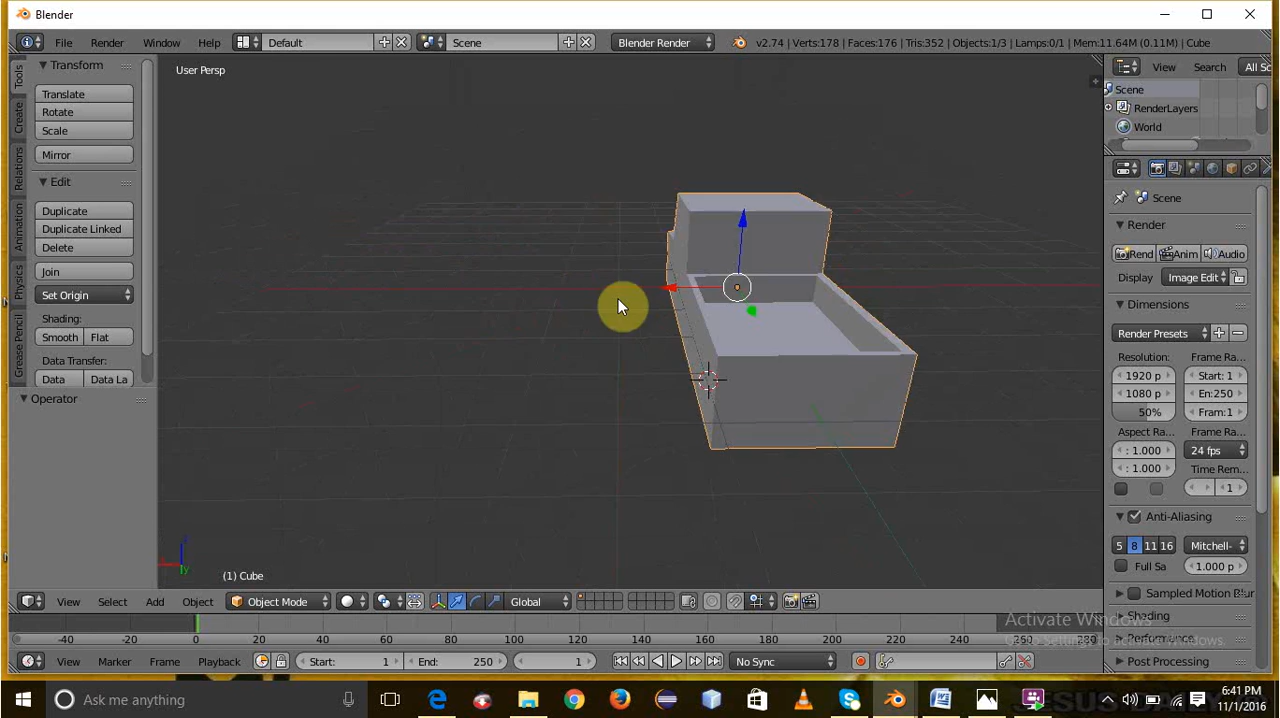 Blender
File Render Window Help Default Scene Blender Render v2.74 | Verts:178 | Faces:176 | Tris:352 | Objects:1/3 | Lamps:0/1 | Mem:11.64M (0.11M) | Cube
Tools
Create
Relations
Animation
Physics
Grease Pencil
Transform
Translate
Rotate
Scale
Mirror
Edit
Duplicate
Duplicate Linked
Delete
Join
Set Origin
Shading:
Smooth Flat
Data Transfer:
Data Data La
Operator
User Persp
(1) Cube
View Search All Sc
Scene
RenderLayers
World
Scene
Render
Rend Anim Audio
Display Image Edit
Dimensions
Render Presets
Resolution: Frame Ra...
1920 p Start: 1
1080 p En:250
50% Fram:1
Aspect Ra... Frame Ra...
: 1.000 24 fps
: 1.000 Time Rem...
1
Anti-Aliasing
5 8 11 16 Mitchell-
Full Sa 1.000 p
Sampled Motion Blur
Shading
Performance
Post Processing
View Select Add Object Object Mode Global
-40 -20 0 20 40 60 80 100 120 140 160 180 200 220 240 260 280
View Marker Frame Playback Start: 1 End: 250 1 No Sync
Activate Windows
Go to Settings to activate Windows.
Ask me anything
6:41 PM
11/1/2016